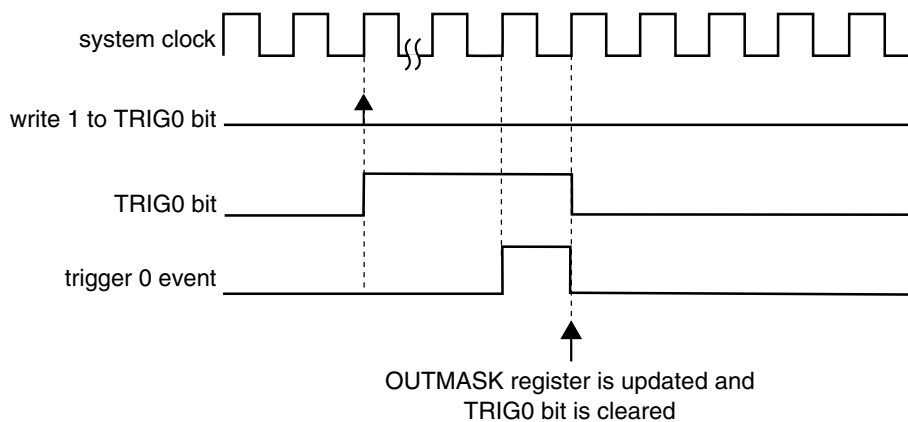 system clock
write 1 to TRIG0 bit
TRIG0 bit
trigger 0 event
OUTMASK register is updated and
TRIG0 bit is cleared